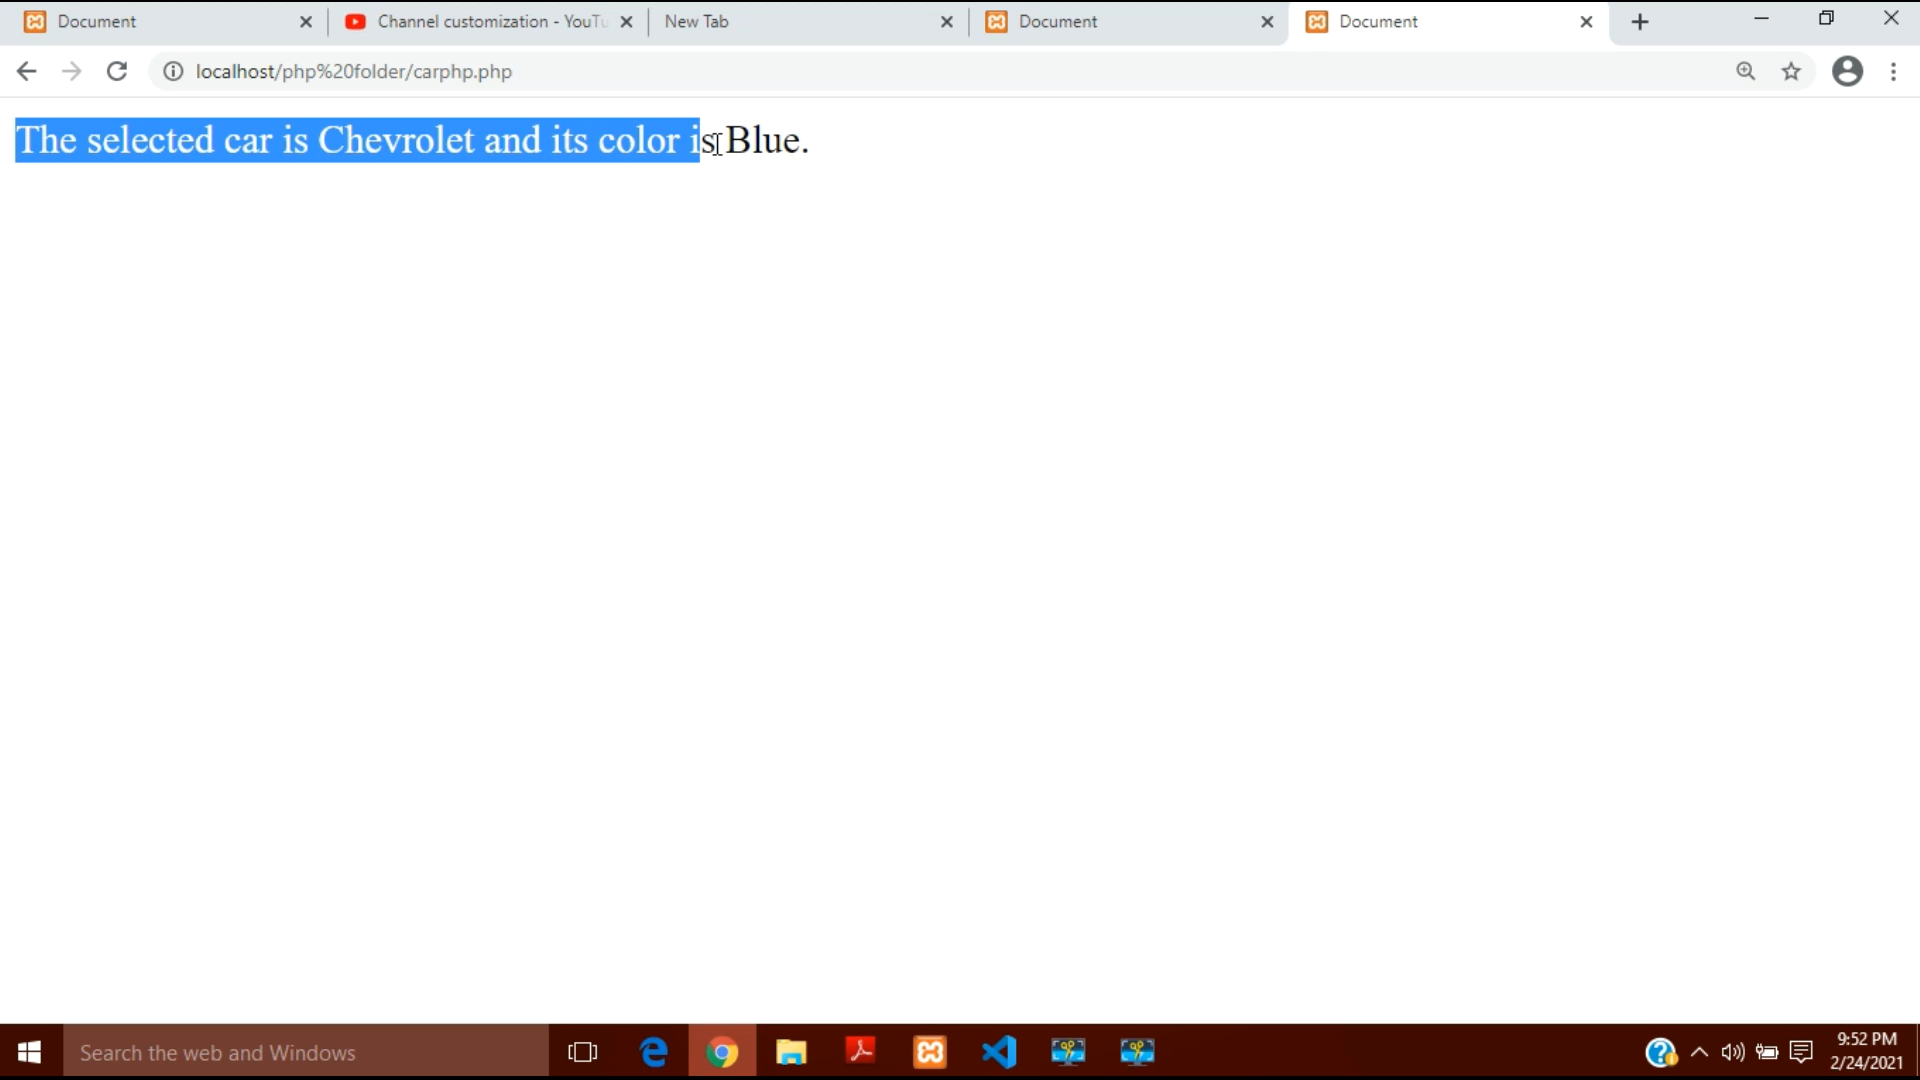 Document
Channel customization - YouTu
New Tab
Document
Document
localhost/php%20folder/carphp.php
The selected car is Chevrolet and its color is Blue.
Search the web and Windows
9:52 PM
2/24/2021